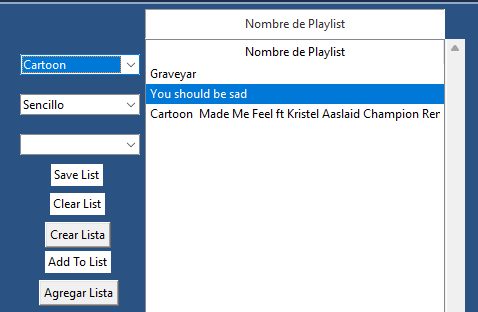 Nombre de Playlist
Nombre de Playlist
Cartoon
Graveyar
You should be sad
Sencillo
Cartoon Made Me Feel ft Kristel Aaslaid Champion Rer
Save List
Clear List
Crear Lista
Add To List
Agregar Lista